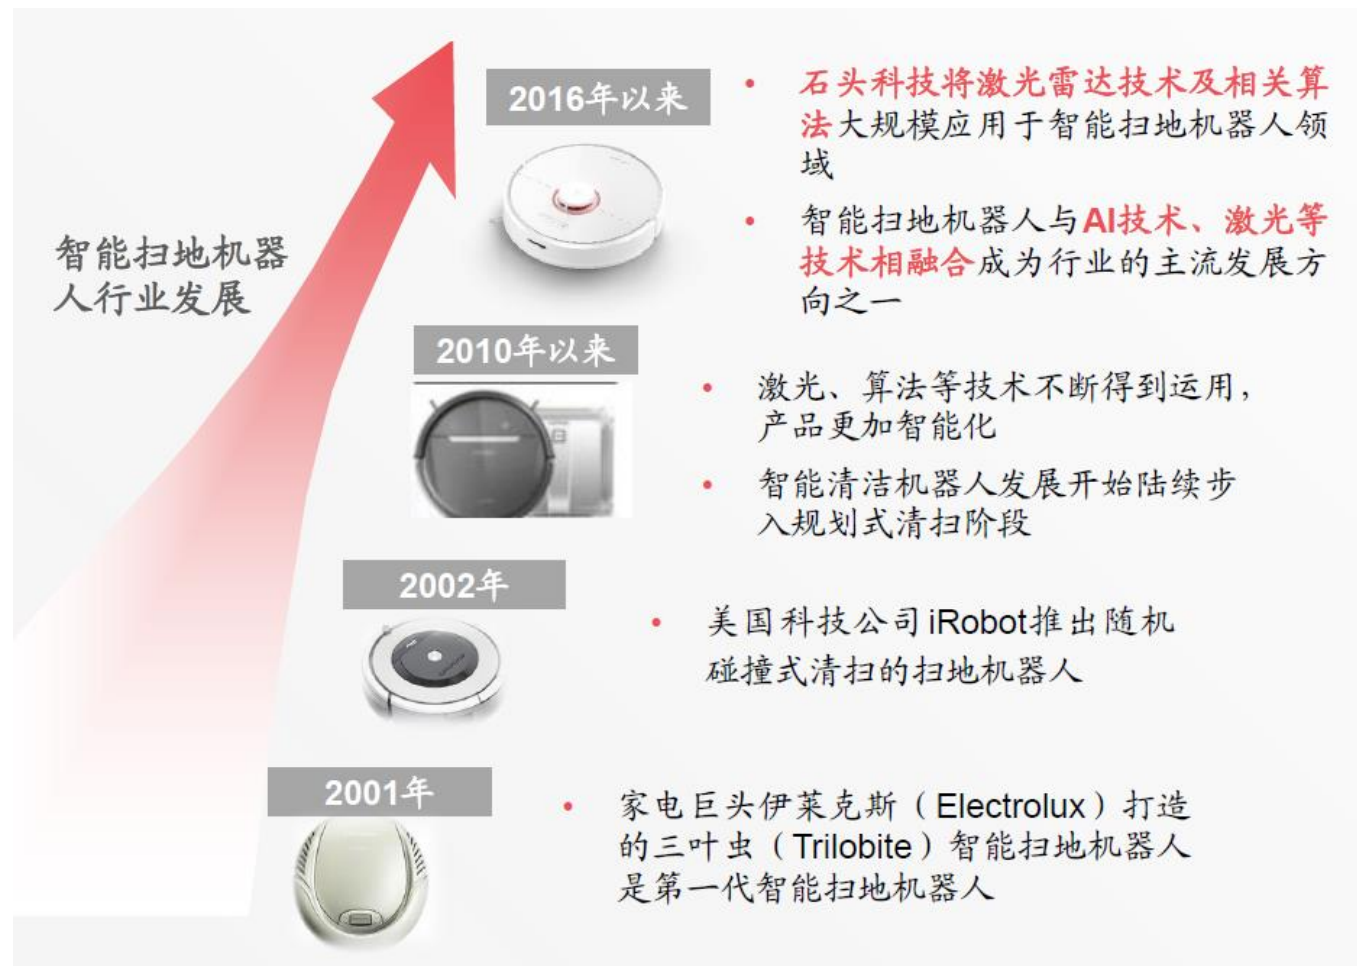 智能扫地机器
人行业发展
2016年以来
• 石头科技将激光雷达技术及相关算
法大规模应用于智能扫地机器人领
域
• 智能扫地机器人与AI技术、激光等
技术相融合成为行业的主流发展方
向之一
2010年以来
• 激光、算法等技术不断得到运用，
产品更加智能化
• 智能清洁机器人发展开始陆续步
入规划式清扫阶段
2002年
• 美国科技公司iRobot推出随机
碰撞式清扫的扫地机器人
2001年
• 家电巨头伊莱克斯（Electrolux）打造
的三叶虫（Trilobite）智能扫地机器人
是第一代智能扫地机器人